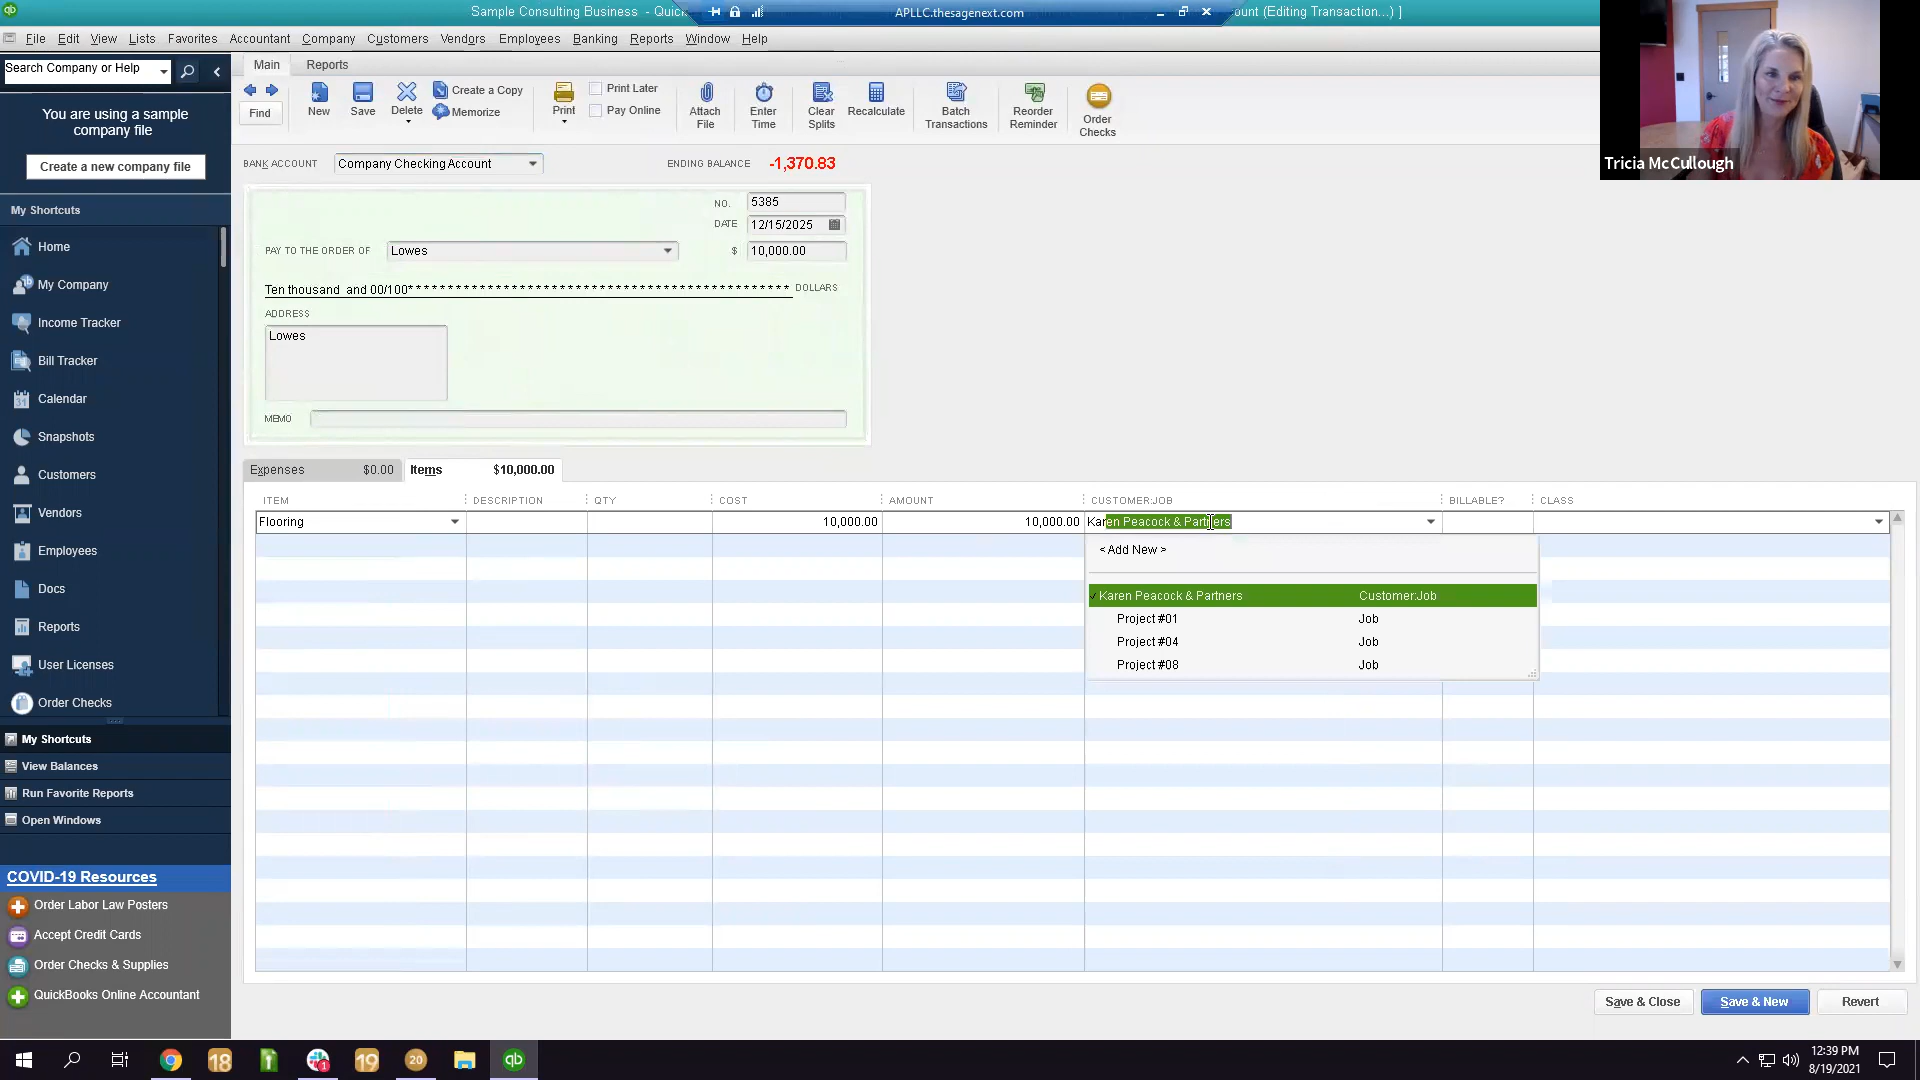 Sample Consulting Business - Quick
APLLC.thesagenext.com
ount (Editing Transaction...) ]
File Edit View Lists Favorites Accountant Company Customers Vendors Employees Banking Reports Window Help
Search Company or Help
Main Reports
You are using a sample
company file
Create a new company file
My Shortcuts
Home
My Company
Income Tracker
Bill Tracker
31 Calendar
Snapshots
Customers
Vendors
Employees
Docs
Reports
User Licenses
Order Checks
My Shortcuts
View Balances
Run Favorite Reports
Open Windows
COVID-19 Resources
Order Labor Law Posters
Accept Credit Cards
Order Checks & Supplies
QuickBooks Online Accountant
Find
New
Save
Delete
Create a Copy
Memorize
Print
Print Later
Pay Online
Attach
File
Enter
Time
Clear
Splits
Recalculate
Batch
Transactions
Reorder
Reminder
Order
Checks
Tricia McCullough
BANK ACCOUNT Company Checking Account ENDING BALANCE -1,370.83
NO. 5385
DATE 12/15/2025
PAY TO THE ORDER OF Lowes $ 10,000.00
Ten thousand and 00/100* * * * * * * * * * * * * * * * * * * * * * * * * * * * * * * * * * * * * * * * * * * * * * * DOLLARS
ADDRESS
Lowes
MEMO
Expenses $0.00 Items $10,000.00
ITEM DESCRIPTION QTY COST AMOUNT CUSTOMER:JOB BILLABLE? CLASS
Flooring 10,000.00 10,000.00 Karen Peacock & Partners
< Add New >
Karen Peacock & Partners Customer:Job
Project #01 Job
Project #04 Job
Project #08 Job
Save & Close Save & New Revert
18
1
19
20
qb
12:39 PM
8/19/2021